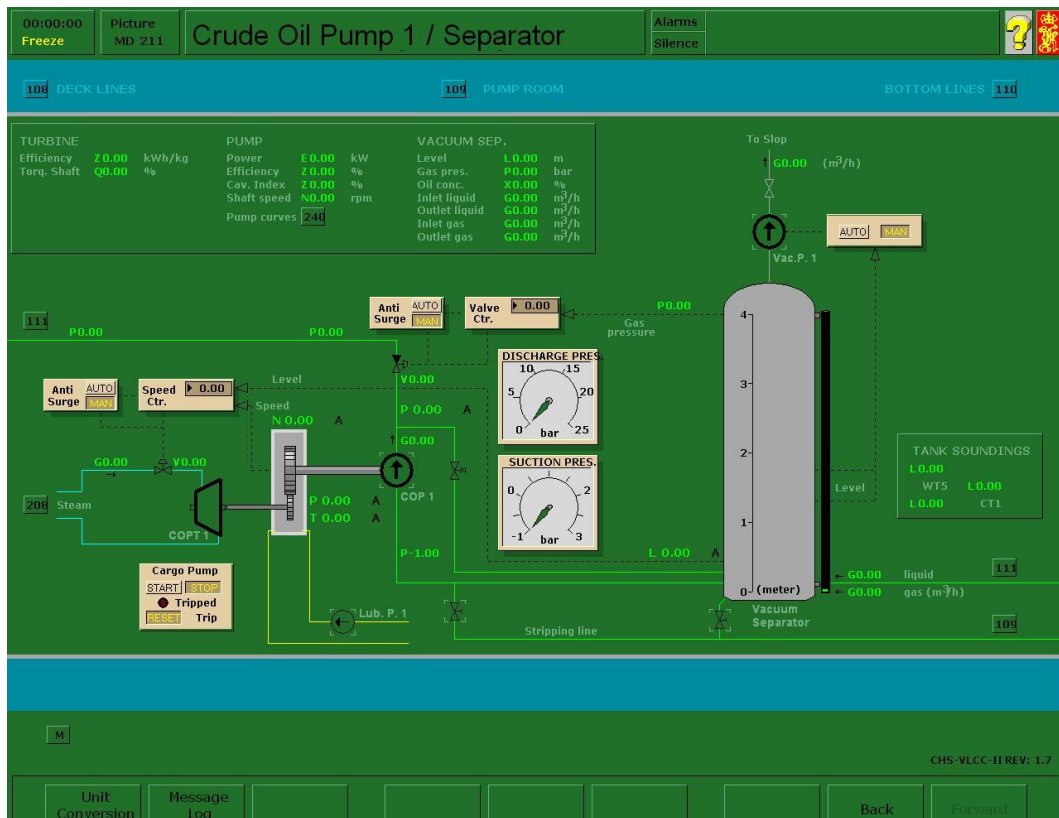 00:00:00
Freeze
Picture
MD 211
Crude Oil Pump 1 / Separator
Alarms
Silence
?
108 DECK LINES
109 PUMP ROOM
BOTTOM LINES 110
TURBINE
Efficiency Z0.00 kWh/kg
Torq. Shaft Q0.00 %
PUMP
Power E0.00 kW
Efficiency Z0.00 %
Cav. Index Z0.00 %
Shaft speed N0.00 rpm
Pump curves 240
VACUUM SEP.
Level L0.00 m
Gas pres. P0.00 bar
Oil conc. X0.00 %
Inlet liquid G0.00 m³/h
Outlet liquid G0.00 m³/h
Inlet gas G0.00 m³/h
Outlet gas G0.00 m³/h
To Slop
G0.00 (m³/h)
AUTO MAN
Vac.P. 1
111
P0.00
P0.00
Anti
Surge
AUTO
MAN
Valve
Ctr.
0.00
P0.00
Gas
pressure
V0.00
Anti
Surge
AUTO
MAN
Speed
Ctr.
0.00
Level
Speed
N 0.00 A
P 0.00 A
G0.00
COP 1
DISCHARGE PRES.
0 5 10 15 20 25
bar
SUCTION PRES.
-1 0 2 3
bar
G0.00
V0.00
208 Steam
COPT 1
P 0.00 A
T 0.00 A
P-1.00
L 0.00 A
4
3
2
1
0 (meter)
Level
Vacuum
Separator
TANK SOUNDINGS
L0.00
WT5 L0.00
L0.00 CT1
G0.00 liquid
G0.00 gas (m³/h)
111
109
Cargo Pump
START STOP
Tripped
RESET Trip
Lub. P. 1
Stripping line
M
CHS-VLCC-II REV: 1.7
Unit
Conversion
Message
Log
Back
Forward